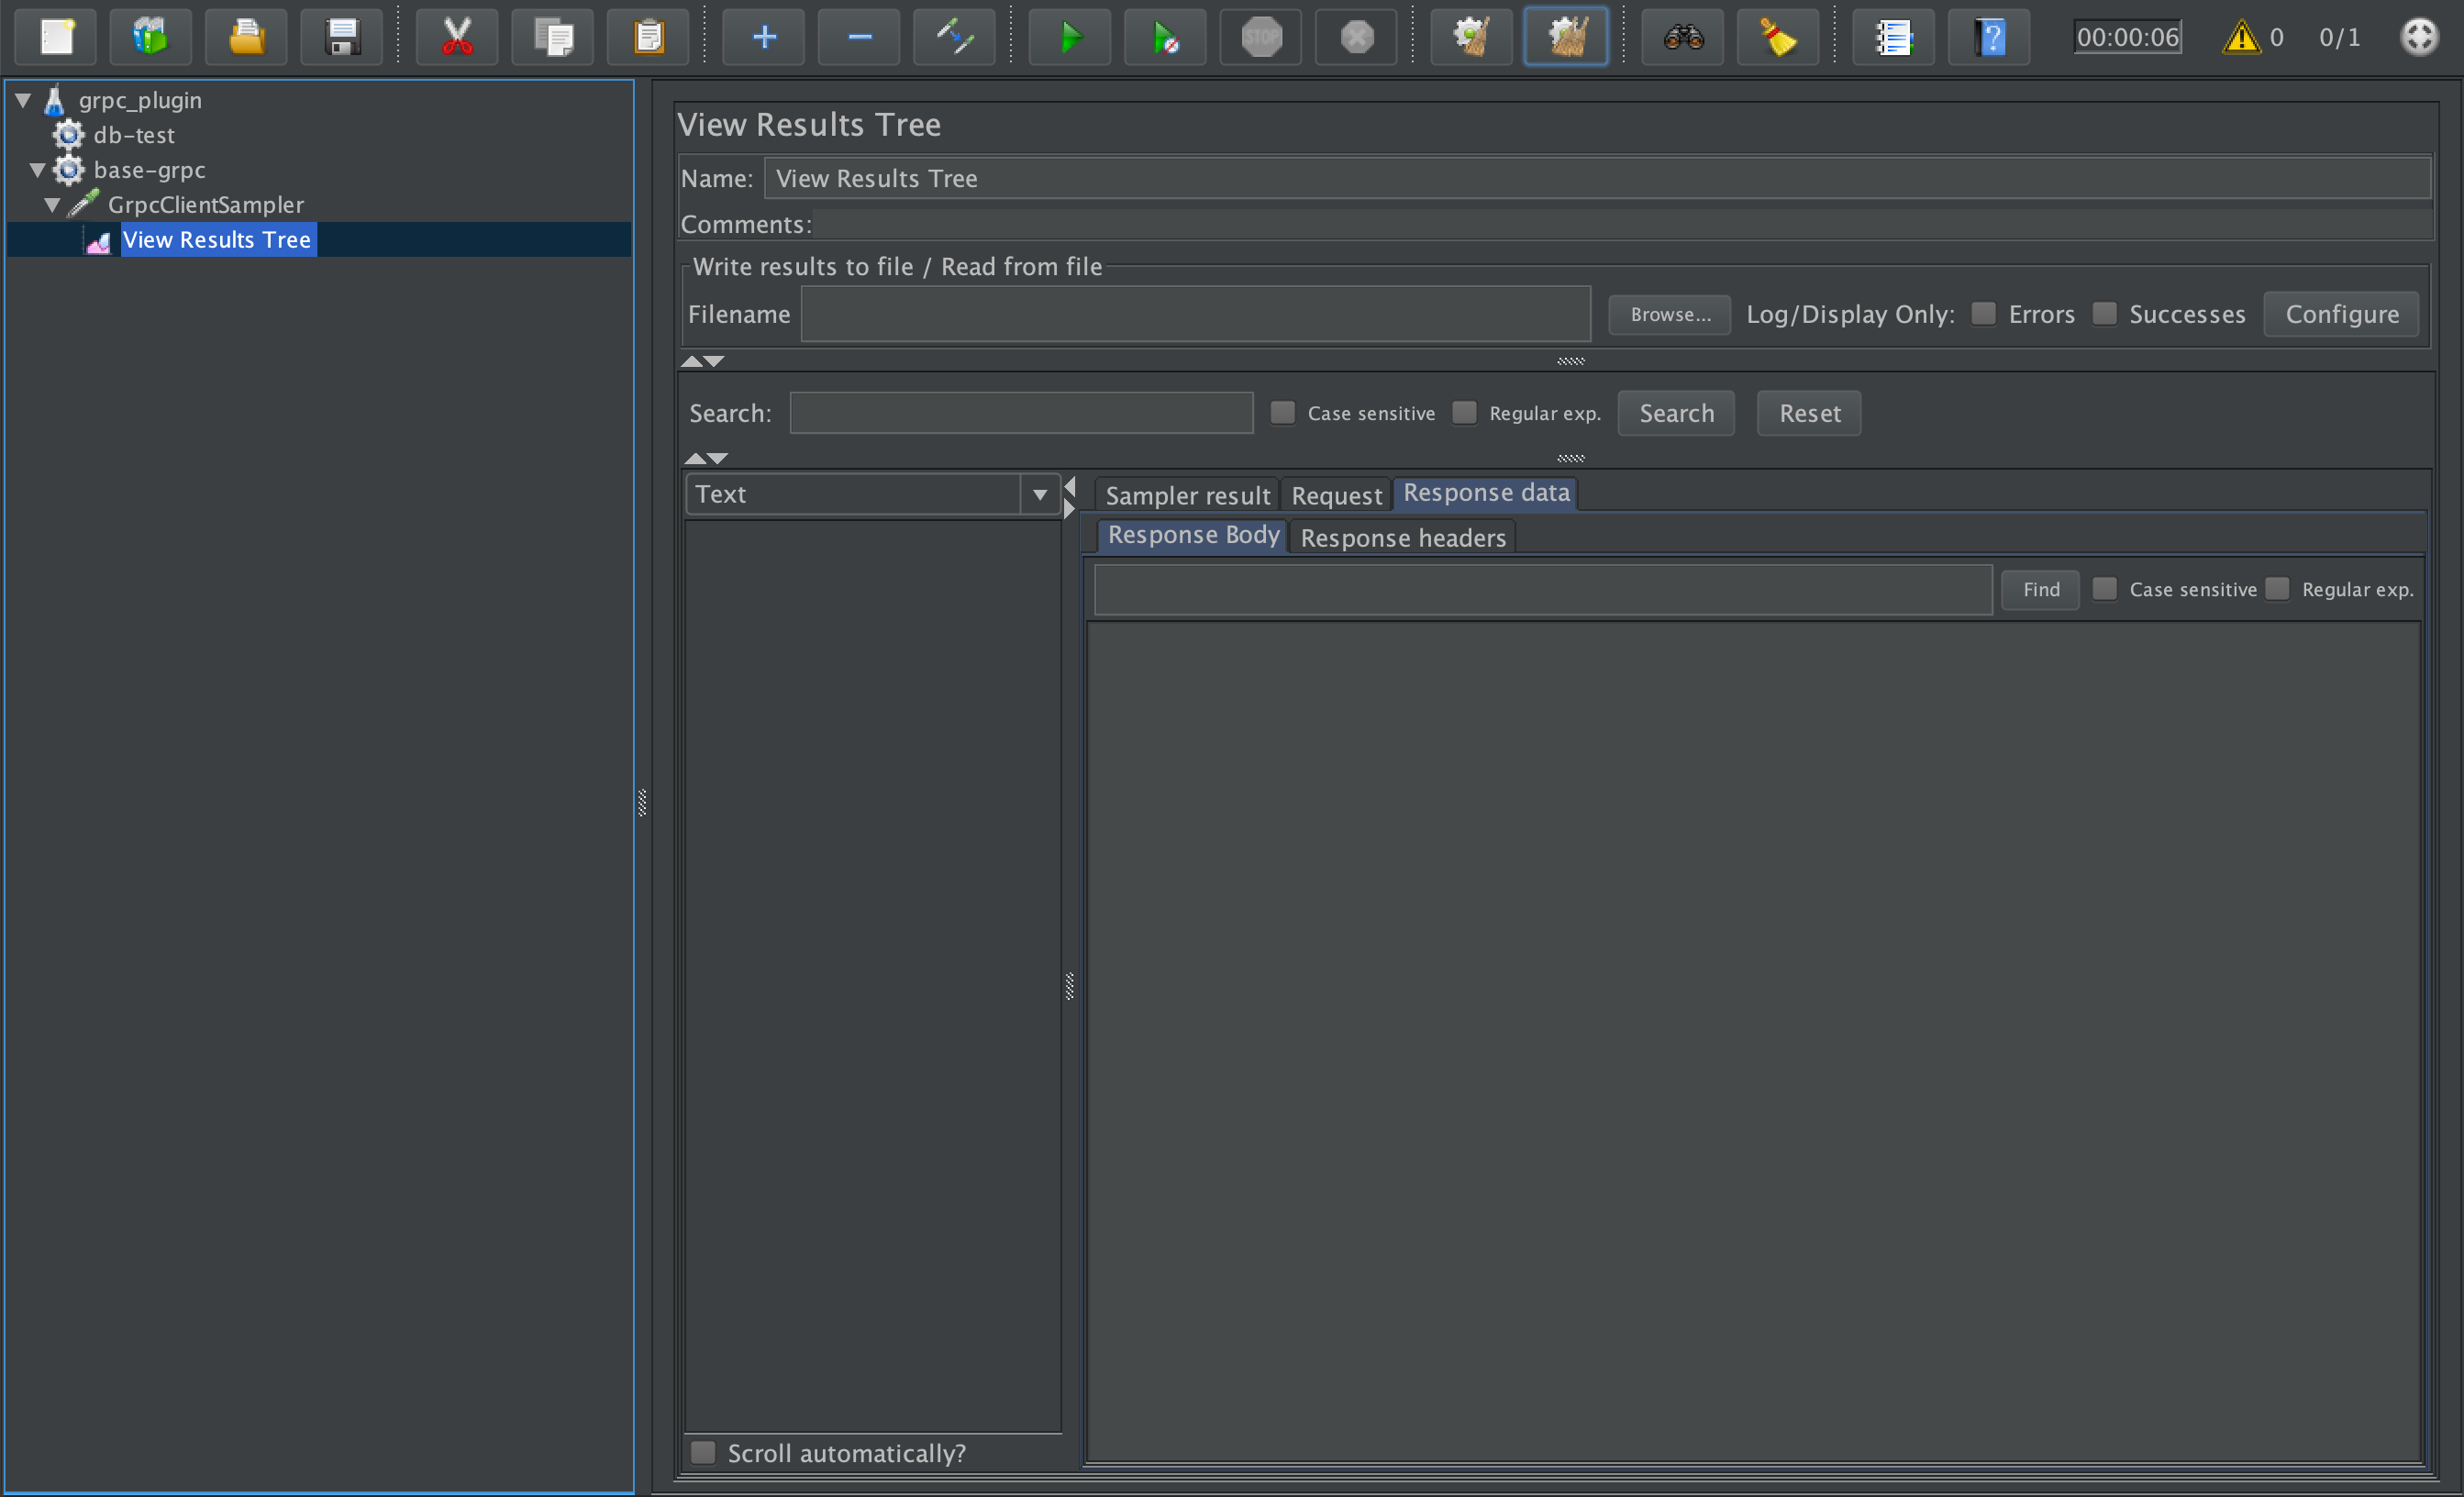 STOP
?
00:00:06
0
0/1
grpc_plugin
db-test
base-grpc
GrpcClientSampler
View Results Tree
View Results Tree
Name: View Results Tree
Comments:
Write results to file / Read from file
Filename Browse... Log/Display Only: Errors Successes Configure
Search: Case sensitive Regular exp. Search Reset
Text
Sampler result Request Response data
Response Body Response headers
Find Case sensitive Regular exp.
Scroll automatically?